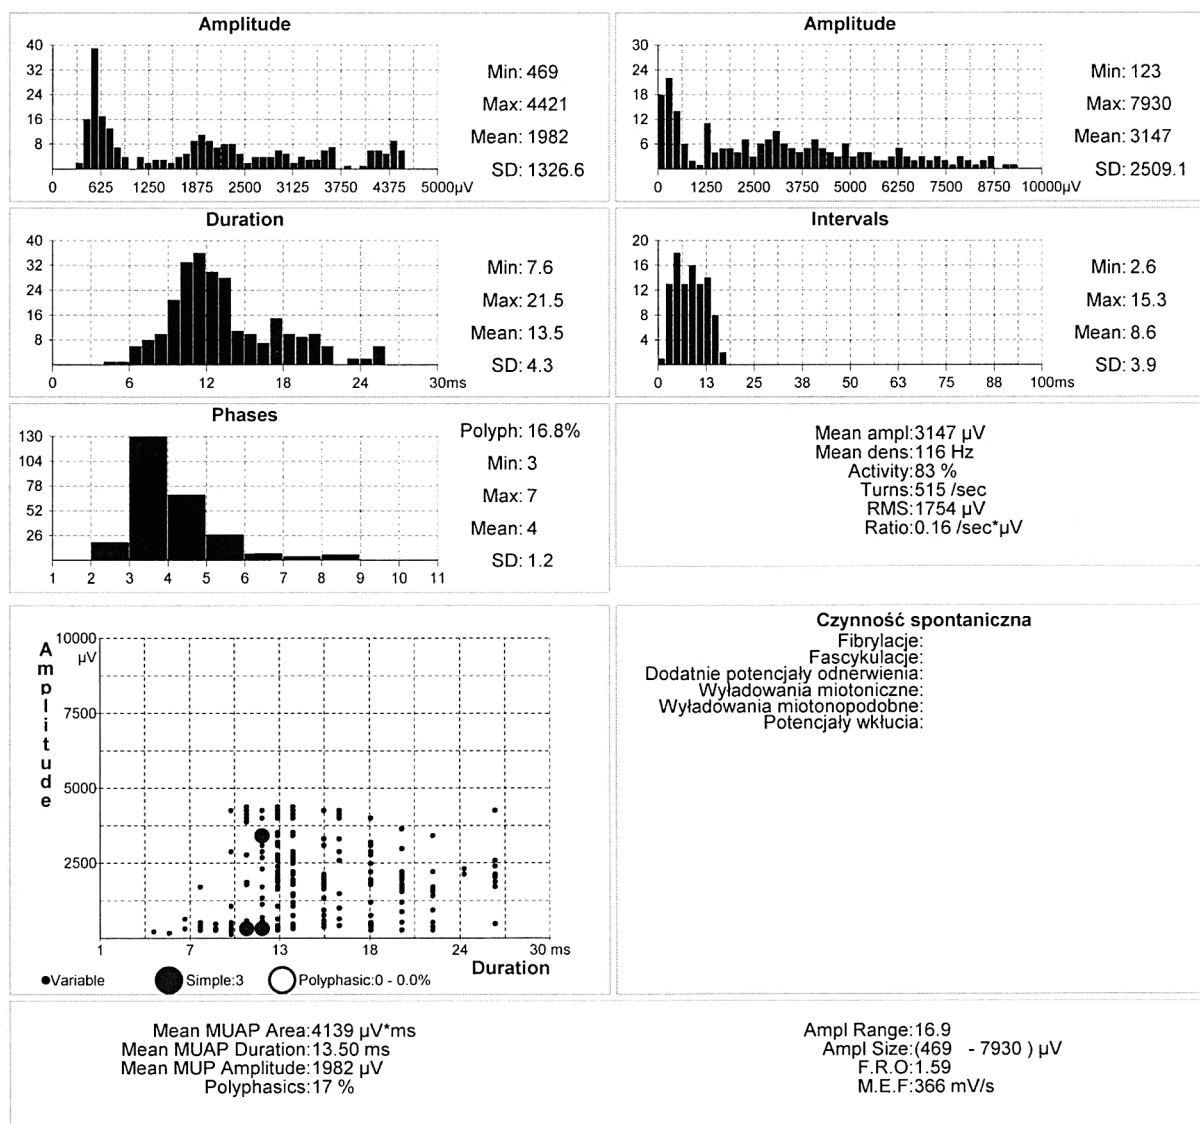 Amplitude
40
32
24
16
8
0
625
1250
1875
2500
3125
3750
4375
5000µV
Min: 469
Max: 4421
Mean: 1982
SD: 1326.6
Amplitude
30
24
18
12
6
0
1250
2500
3750
5000
6250
7500
8750
10000µV
Min: 123
Max: 7930
Mean: 3147
SD: 2509.1
Duration
40
32
24
16
8
0
6
12
18
24
30ms
Min: 7.6
Max: 21.5
Mean: 13.5
SD: 4.3
Intervals
20
16
12
8
4
0
13
25
38
50
63
75
88
100ms
Min: 2.6
Max: 15.3
Mean: 8.6
SD: 3.9
Phases
130
104
78
52
26
1
2
3
4
5
6
7
8
9
10
11
Polyph: 16.8%
Min: 3
Max: 7
Mean: 4
SD: 1.2
Mean ampl:3147 µV
Mean dens:116 Hz
Activity:83 %
Turns:515 /sec
RMS:1754 µV
Ratio:0.16 /sec*µV
Amplitude
10000
µV
7500
5000
2500
1
7
13
18
24
30 ms
Duration
Variable
Simple:3
Polyphasic:0 - 0.0%
Czynność spontaniczna
Fibrylacje:
Fascykulacje:
Dodatnie potencjały odnerwienia:
Wyładowania miotoniczne:
Wyładowania miotonopodobne:
Potencjały wkłucia:
Mean MUAP Area:4139 µV*ms
Mean MUAP Duration:13.50 ms
Mean MUP Amplitude:1982 µV
Polyphasics:17 %
Ampl Range:16.9
Ampl Size:(469 - 7930 ) µV
F.R.O:1.59
M.E.F:366 mV/s